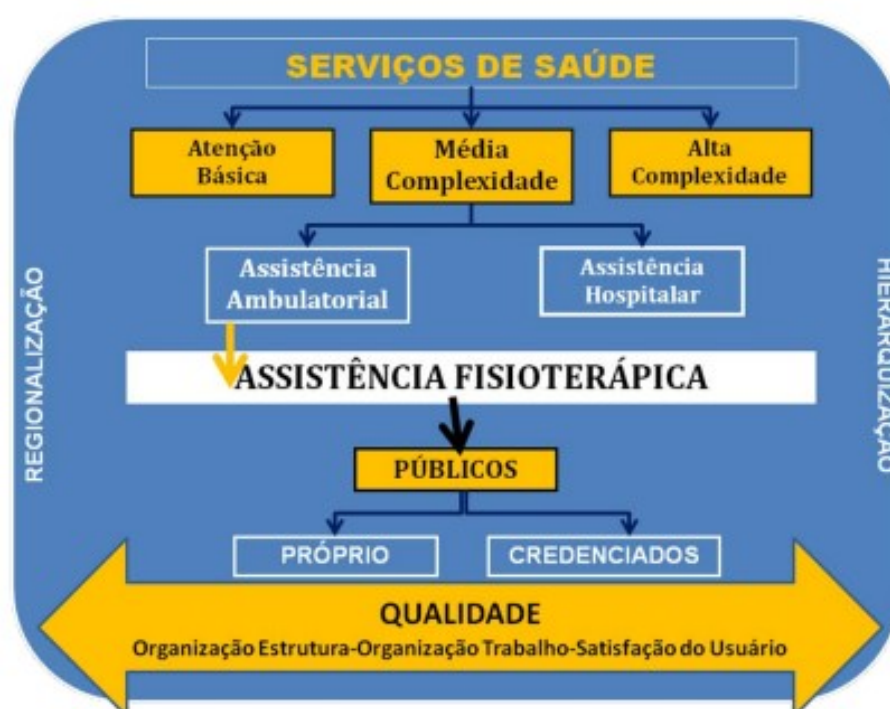 SERVIÇOS DE SAÚDE
Atenção
Básica
Média
Complexidade
Alta
Complexidade
Assistência
Ambulatorial
Assistência
Hospitalar
REGIONALIZAÇÃO
HIERARQUIZAÇÃO
ASSISTÊNCIA FISIOTERÁPICA
PÚBLICOS
PRÓPRIO
CREDENCIADOS
QUALIDADE
Organização Estrutura-Organização Trabalho-Satisfação do Usuário